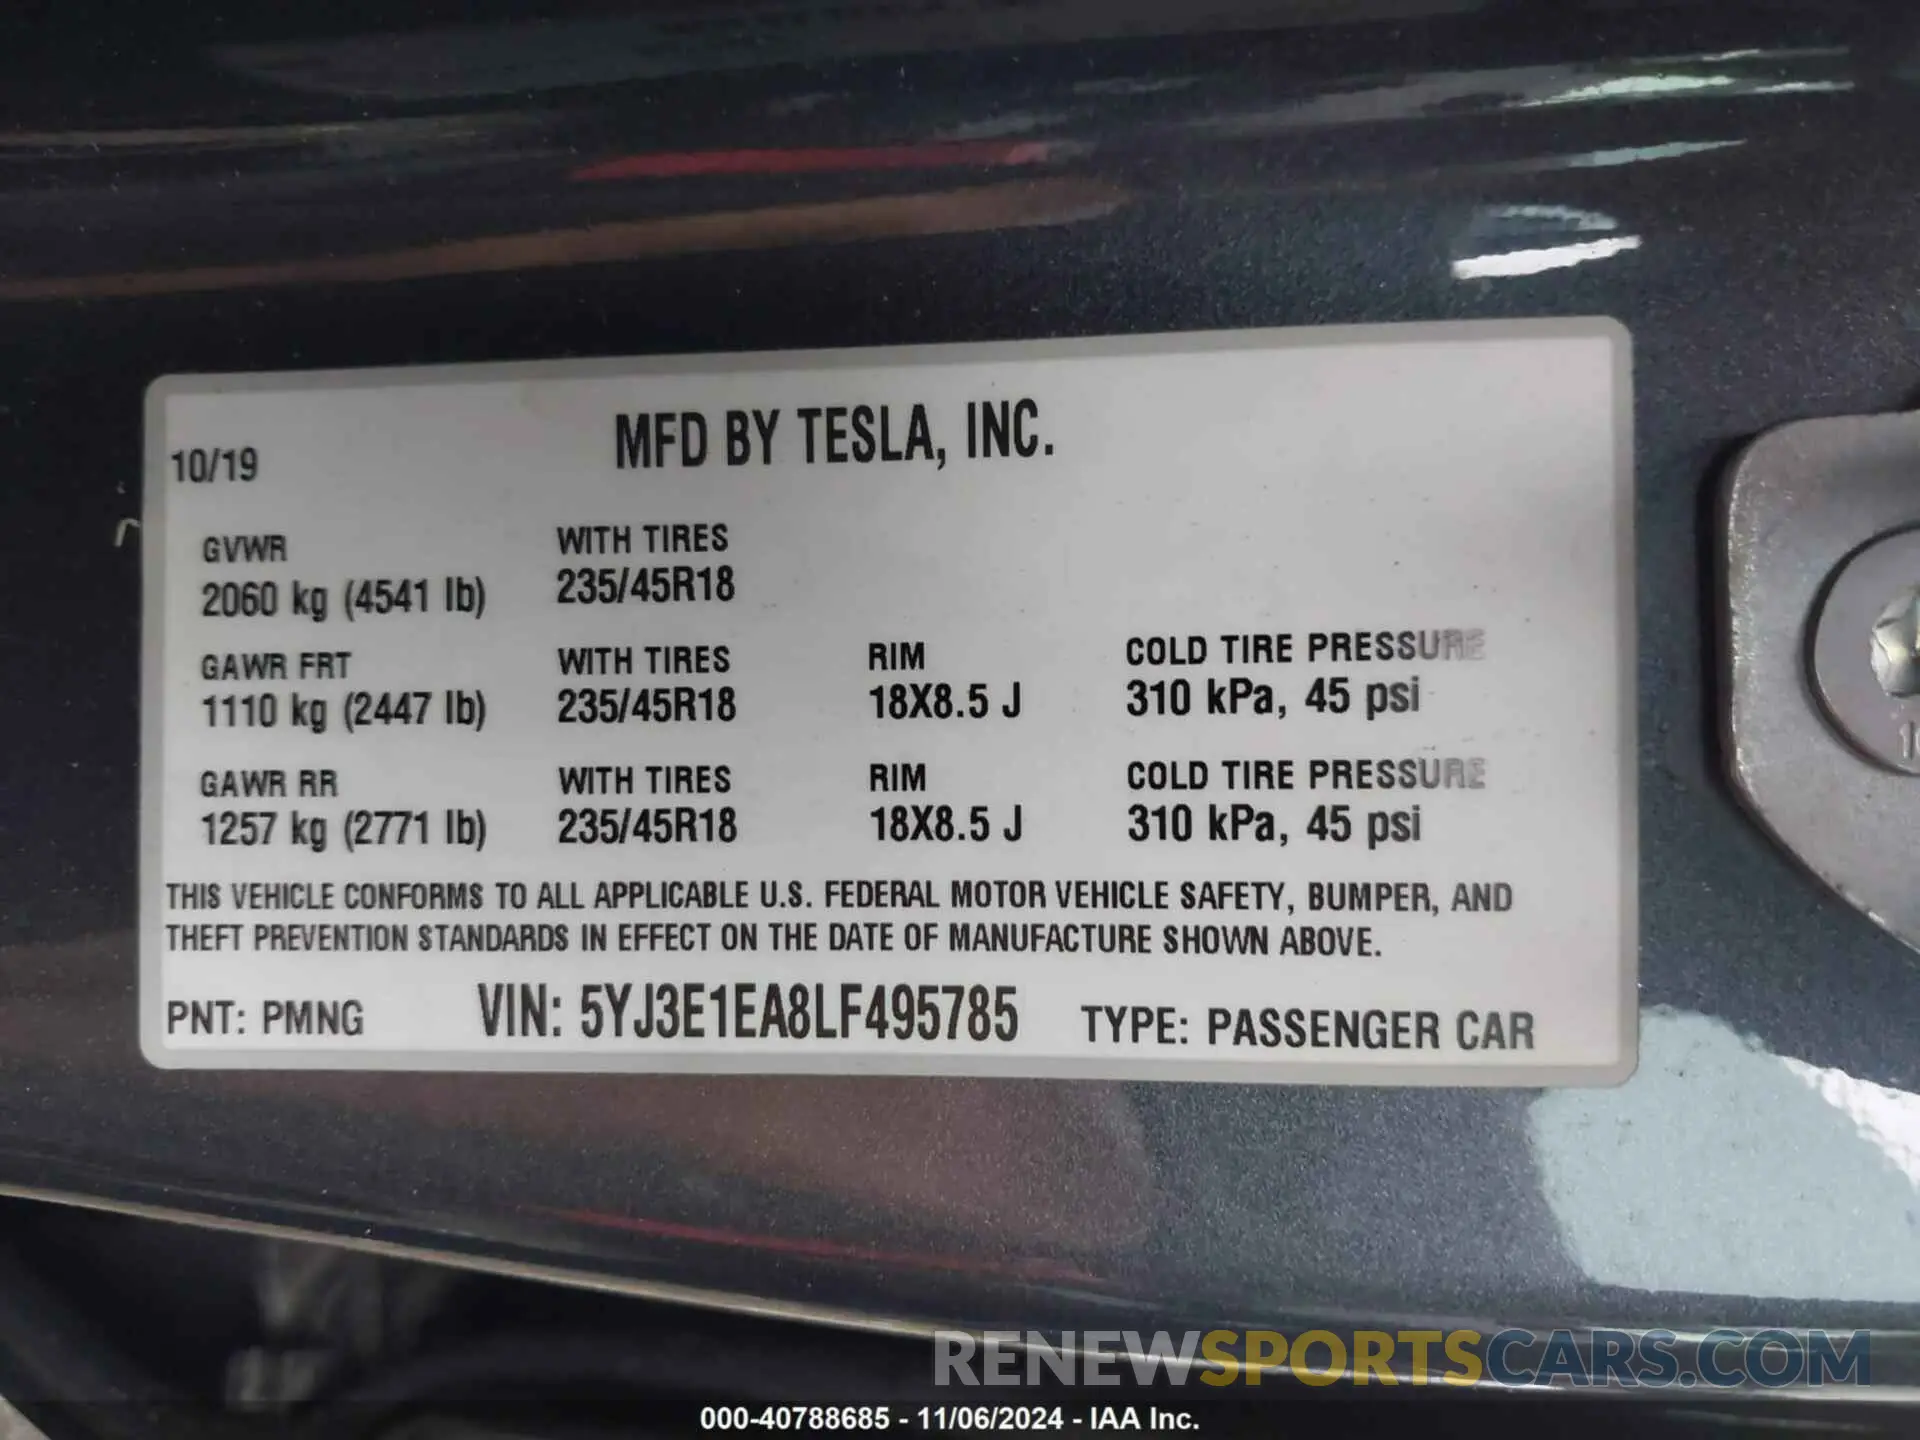 MFD BY TESLA, INC.
10/19
GVWR WITH TIRES
2060 kg (4541 lb) 235/45R18
GAWR FRT WITH TIRES RIM COLD TIRE PRESSURE
1110 kg (2447 lb) 235/45R18 18X8.5 J 310 kPa, 45 psi
GAWR RR WITH TIRES RIM COLD TIRE PRESSURE
1257 kg (2771 lb) 235/45R18 18X8.5 J 310 kPa, 45 psi
THIS VEHICLE CONFORMS TO ALL APPLICABLE U.S. FEDERAL MOTOR VEHICLE SAFETY, BUMPER, AND
THEFT PREVENTION STANDARDS IN EFFECT ON THE DATE OF MANUFACTURE SHOWN ABOVE.
PNT: PMNG VIN: 5YJ3E1EA8LF495785 TYPE: PASSENGER CAR
RENEWSPORTSCARS.COM
000-40788685 - 11/06/2024 - IAA Inc.